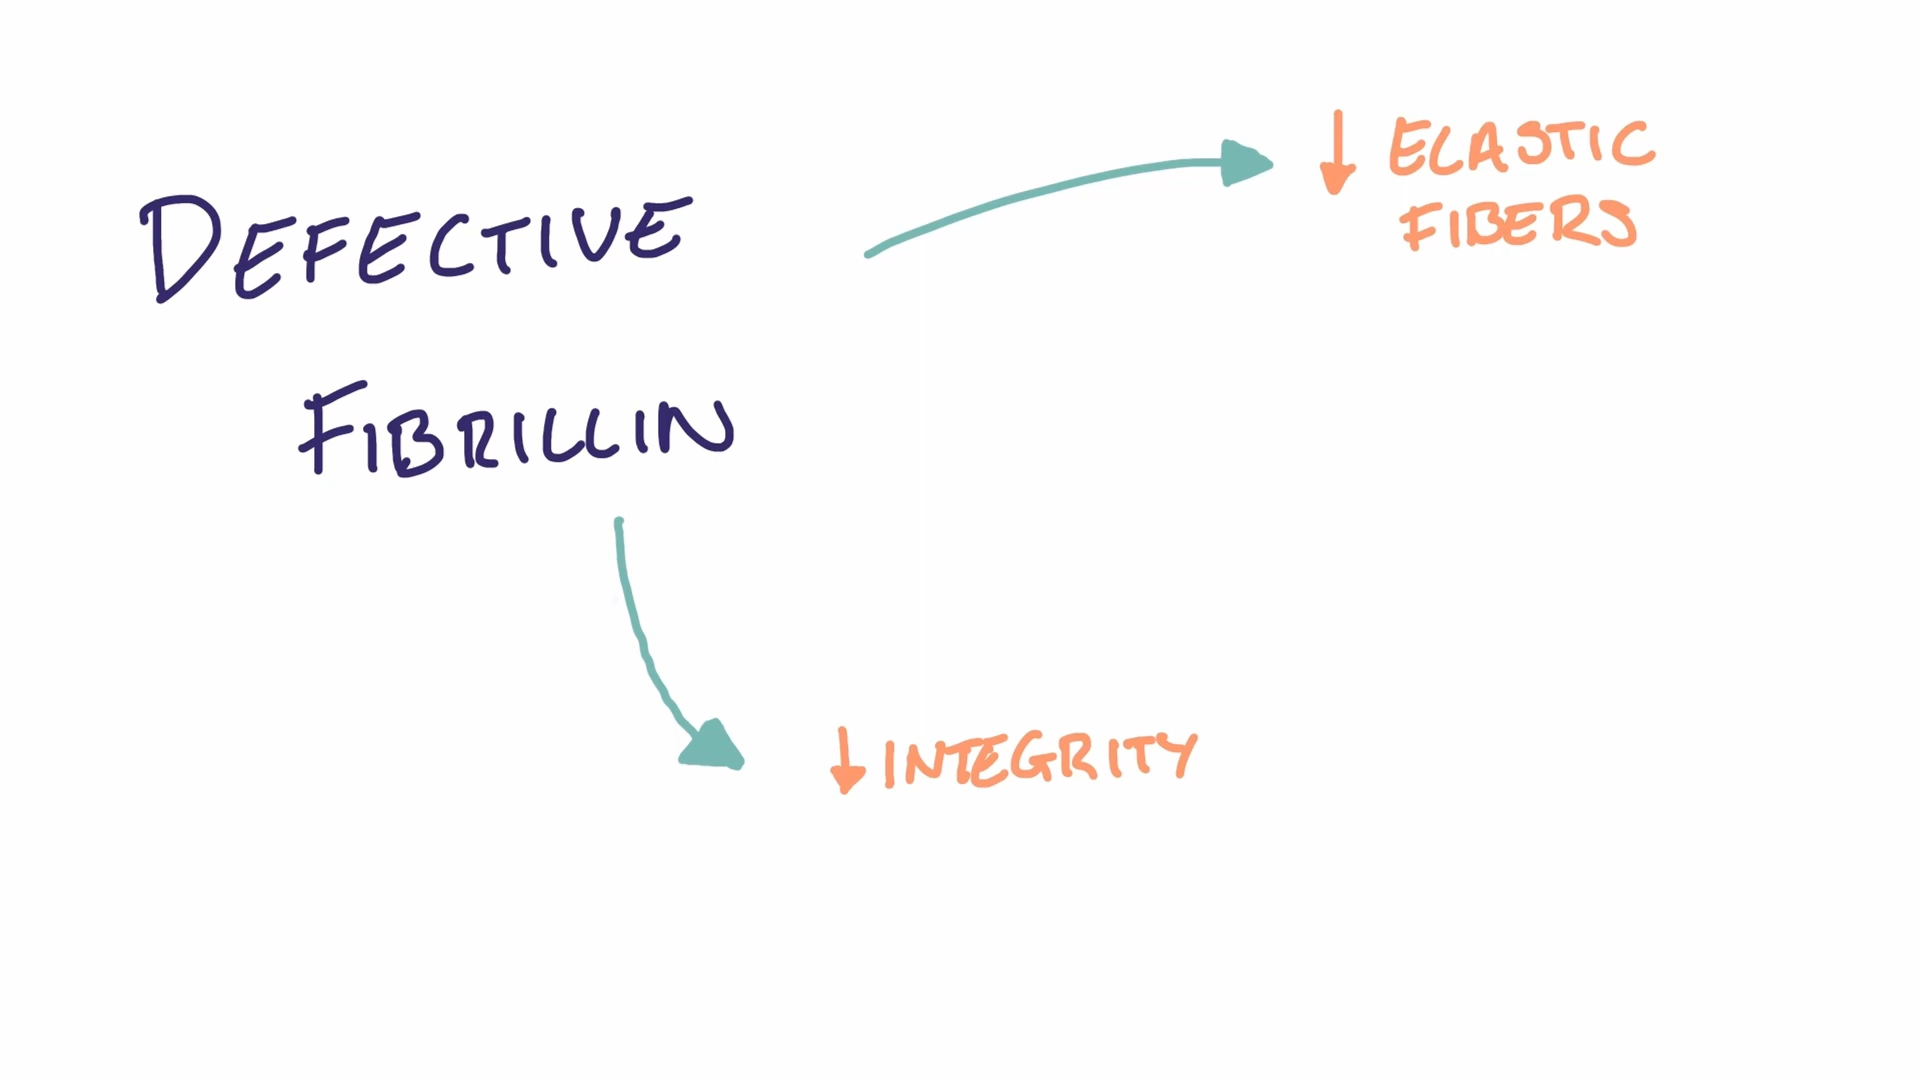 DEFECTIVE
FIBRILLIN
↓ ELASTIC
FIBERS
↓ INTEGRITY